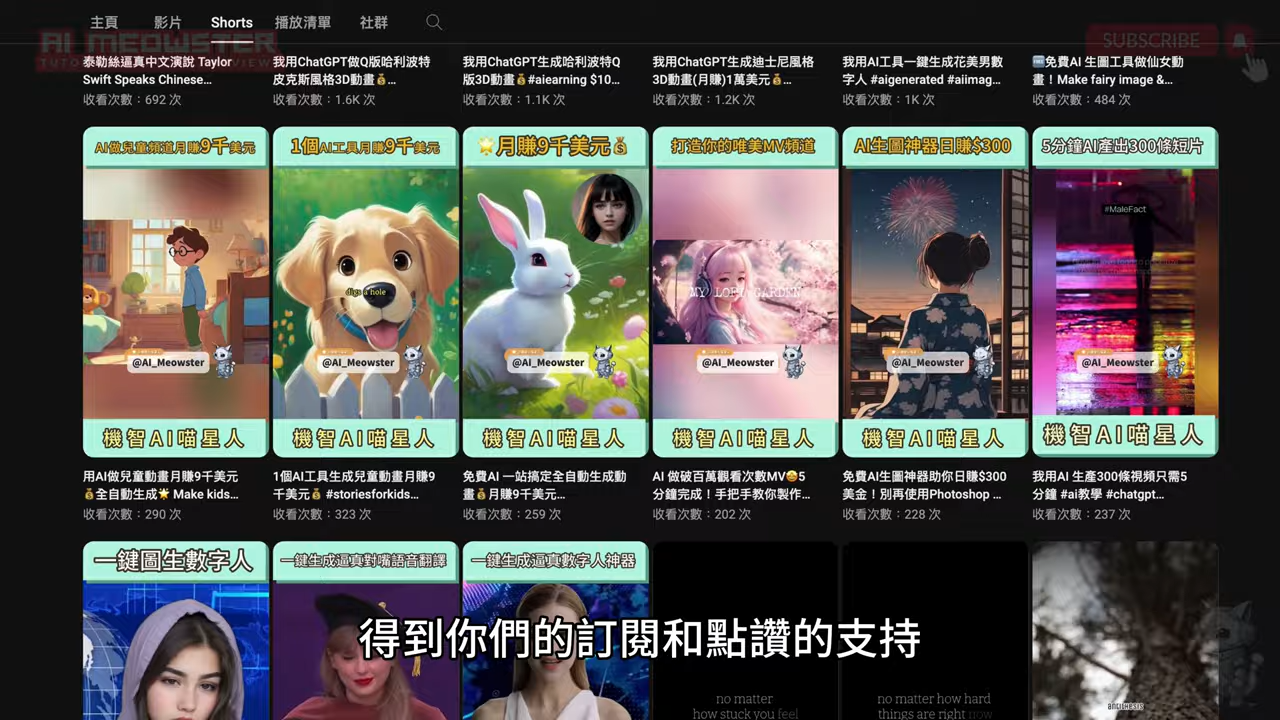 主頁 影片 Shorts 播放清單 社群
AI MEOWSTER
SUBSCRIBE
泰勒絲逼真中文演說 Taylor
Swift Speaks Chinese...
收看次數：692 次
我用ChatGPT做Q版哈利波特
皮克斯風格3D動畫💰...
收看次數：1.6K 次
我用ChatGPT生成哈利波特Q
版3D動畫💰#aiearning $10...
收看次數：1.1K 次
我用ChatGPT生成迪士尼風格
3D動畫(月賺)1萬美元💰...
收看次數：1.2K 次
我用AI工具一鍵生成花美男數
字人 #aigenerated #aiimag...
收看次數：1K 次
🆓免費AI 生圖工具做仙女動
畫！Make fairy image &...
收看次數：484 次
AI做兒童頻道月賺9千美元
@AI_Meowster
機智AI喵星人
用AI做兒童動畫月賺9千美元
💰全自動生成🌟 Make kids...
收看次數：290 次
1個AI工具月賺9千美元
digs a hole
@AI_Meowster
機智AI喵星人
1個AI工具生成兒童動畫月賺9
千美元💰 #storiesforkids...
收看次數：323 次
🌟月賺9千美元💰
@AI_Meowster
機智AI喵星人
免費AI 一站搞完全自動生成動
畫💰月賺9千美元...
收看次數：259 次
打造你的唯美MV頻道
MY LOFI GARDEN
@AI_Meowster
機智AI喵星人
AI 做破百萬觀看次數MV🤩5
分鐘完成！手把手教你製作...
收看次數：202 次
AI生圖神器日賺$300
@AI_Meowster
機智AI喵星人
免費AI生圖神器助你日賺$300
美金！別再使用Photoshop ...
收看次數：228 次
5分鐘AI產出300條短片
#MaleFact
@AI_Meowster
機智AI喵星人
我用AI 生產300條視頻只需5
分鐘 #ai教學 #chatgpt...
收看次數：237 次
一鍵圖生數字人
一鍵生成逼真對嘴語音翻譯
一鍵生成逼真數字人神器
no matter
how stuck you feel
no matter how hard
things are right now
得到你們的訂閱和點讚的支持